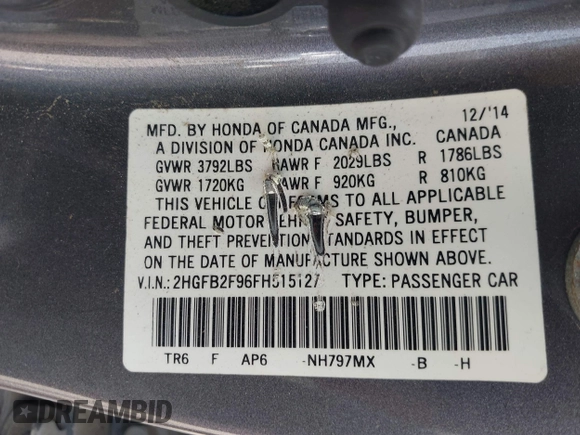 12/'14
MFD. BY HONDA OF CANADA MFG.,
A DIVISION OF HONDA CANADA INC. CANADA
GVWR 3792LBS GAWR F 2029LBS R 1786LBS
GVWR 1720KG GAWR F 920KG R 810KG
THIS VEHICLE CONFORMS TO ALL APPLICABLE
FEDERAL MOTOR VEHICLE SAFETY, BUMPER,
AND THEFT PREVENTION STANDARDS IN EFFECT
ON THE DATE OF MANUFACTURE SHOWN ABOVE.
V.I.N.: 2HGFB2F96FH515127 TYPE: PASSENGER CAR
TR6 F AP6 -NH797MX -B -H
DREAMBID